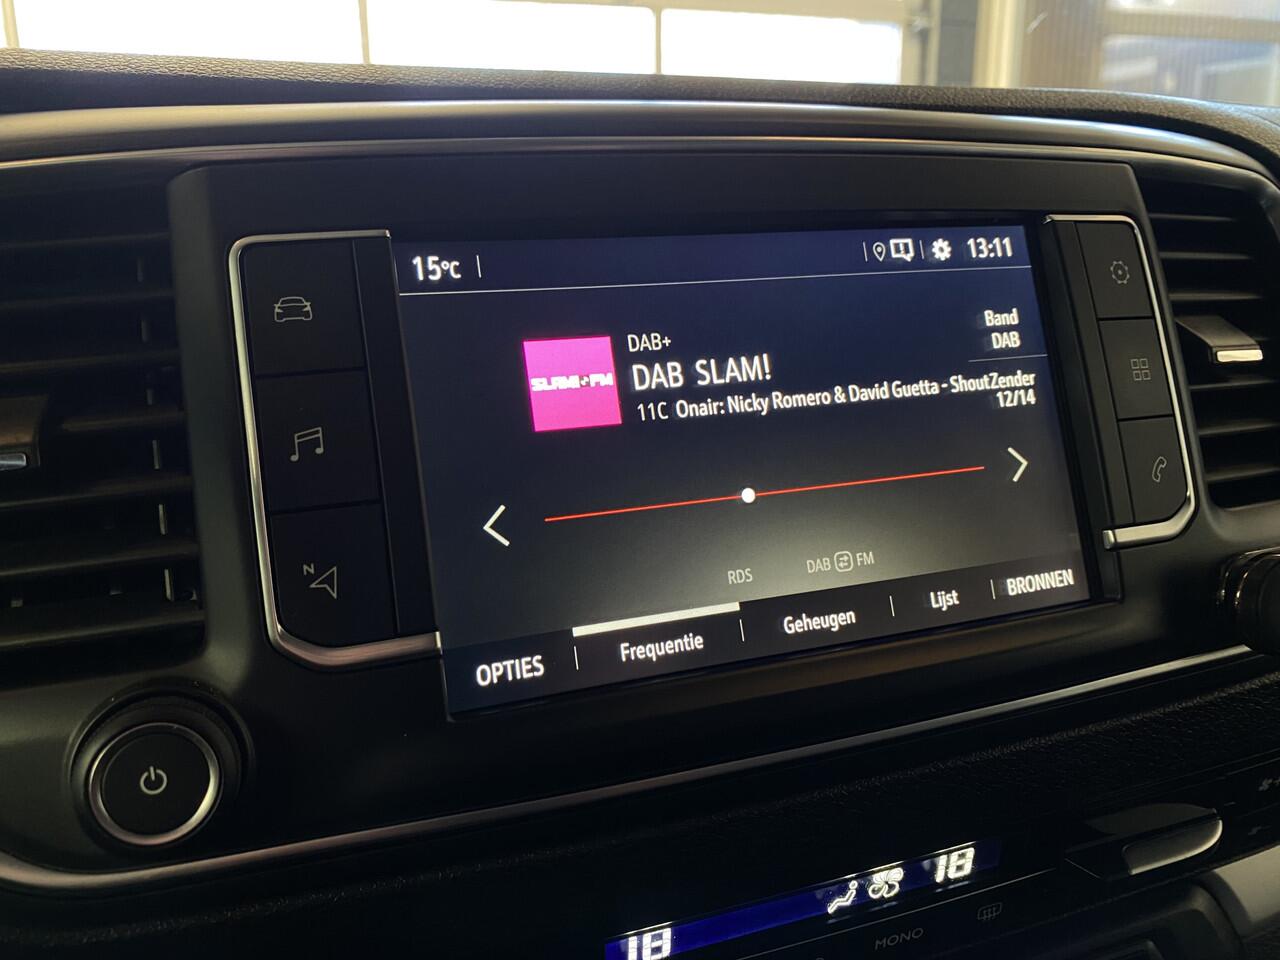 15°C
13:11
Band
DAB
SLAM! FM
DAB+
DAB SLAM!
11C Onair: Nicky Romero & David Guetta - ShoutZender
12/14
RDS
DAB FM
OPTIES
Frequentie
Geheugen
Lijst
BRONNEN
N
18
18
MONO